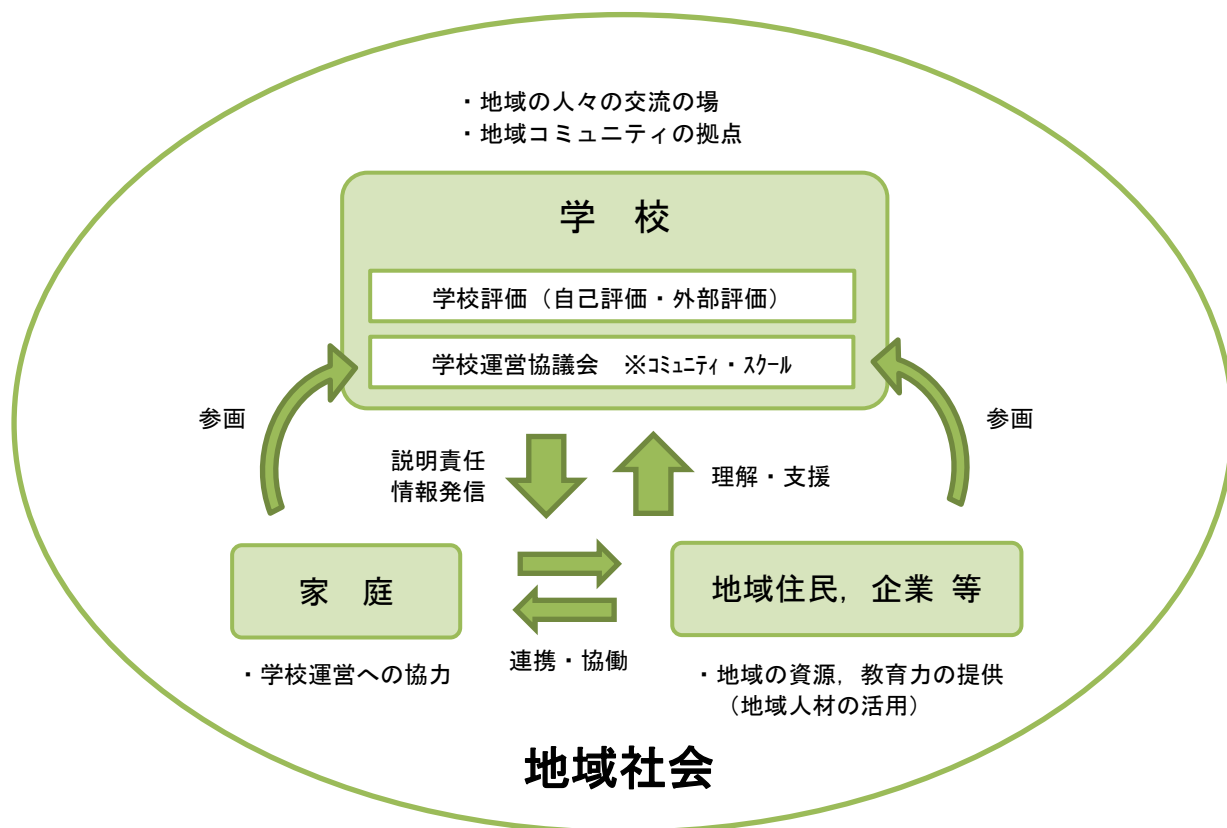 ・地域の人々の交流の場
・地域コミュニティの拠点
学　校
学校評価（自己評価・外部評価）
学校運営協議会　※ｺﾐｭﾆﾃｨ・ｽｸｰﾙ
参画
参画
説明責任
情報発信
理解・支援
家　庭
地域住民，企業 等
連携・協働
・学校運営への協力
・地域の資源，教育力の提供
（地域人材の活用）
地域社会